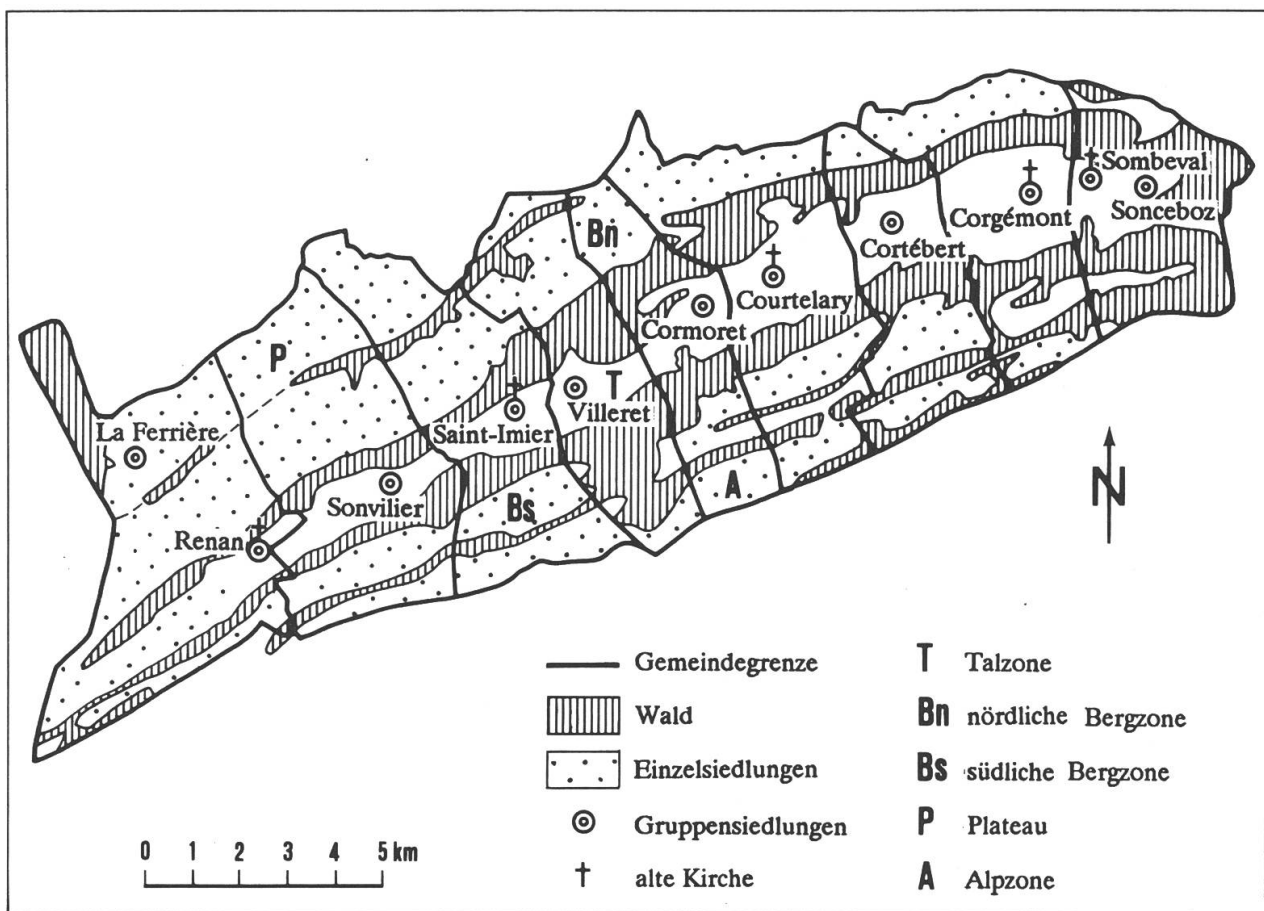 Sombeval
Sonceboz
Corgémont
Cortébert
Bn
Courtelary
Cormoret
P
T
Villeret
La Ferrière
Saint-Imier
A
Bs
Sonvilier
N
Renan
Gemeindegrenze
Wald
Einzelsiedlungen
Gruppensiedlungen
alte Kirche
T Talzone
Bn nördliche Bergzone
Bs südliche Bergzone
P Plateau
A Alpzone
0 1 2 3 4 5 km